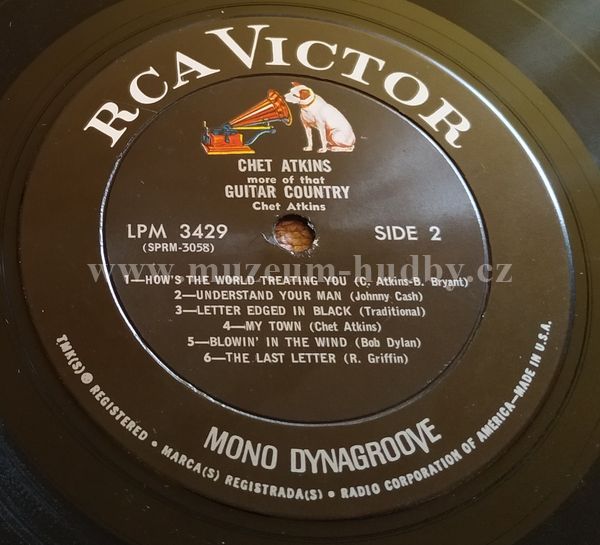 RCA VICTOR
CHET ATKINS
more of that
GUITAR COUNTRY
Chet Atkins
LPM 3429
(SPRM-3058)
SIDE 2
www.muzeum-hudby.cz
1—HOW'S THE WORLD TREATING YOU (C. Atkins-B. Bryant)
2—UNDERSTAND YOUR MAN (Johnny Cash)
3—LETTER EDGED IN BLACK (Traditional)
4—MY TOWN (Chet Atkins)
5—BLOWIN' IN THE WIND (Bob Dylan)
6—THE LAST LETTER (R. Griffin)
MONO DYNAGROOVE
TMK(S) ® REGISTERED • MARCA(S) REGISTRADA(S) • RADIO CORPORATION OF AMERICA—MADE IN U.S.A.